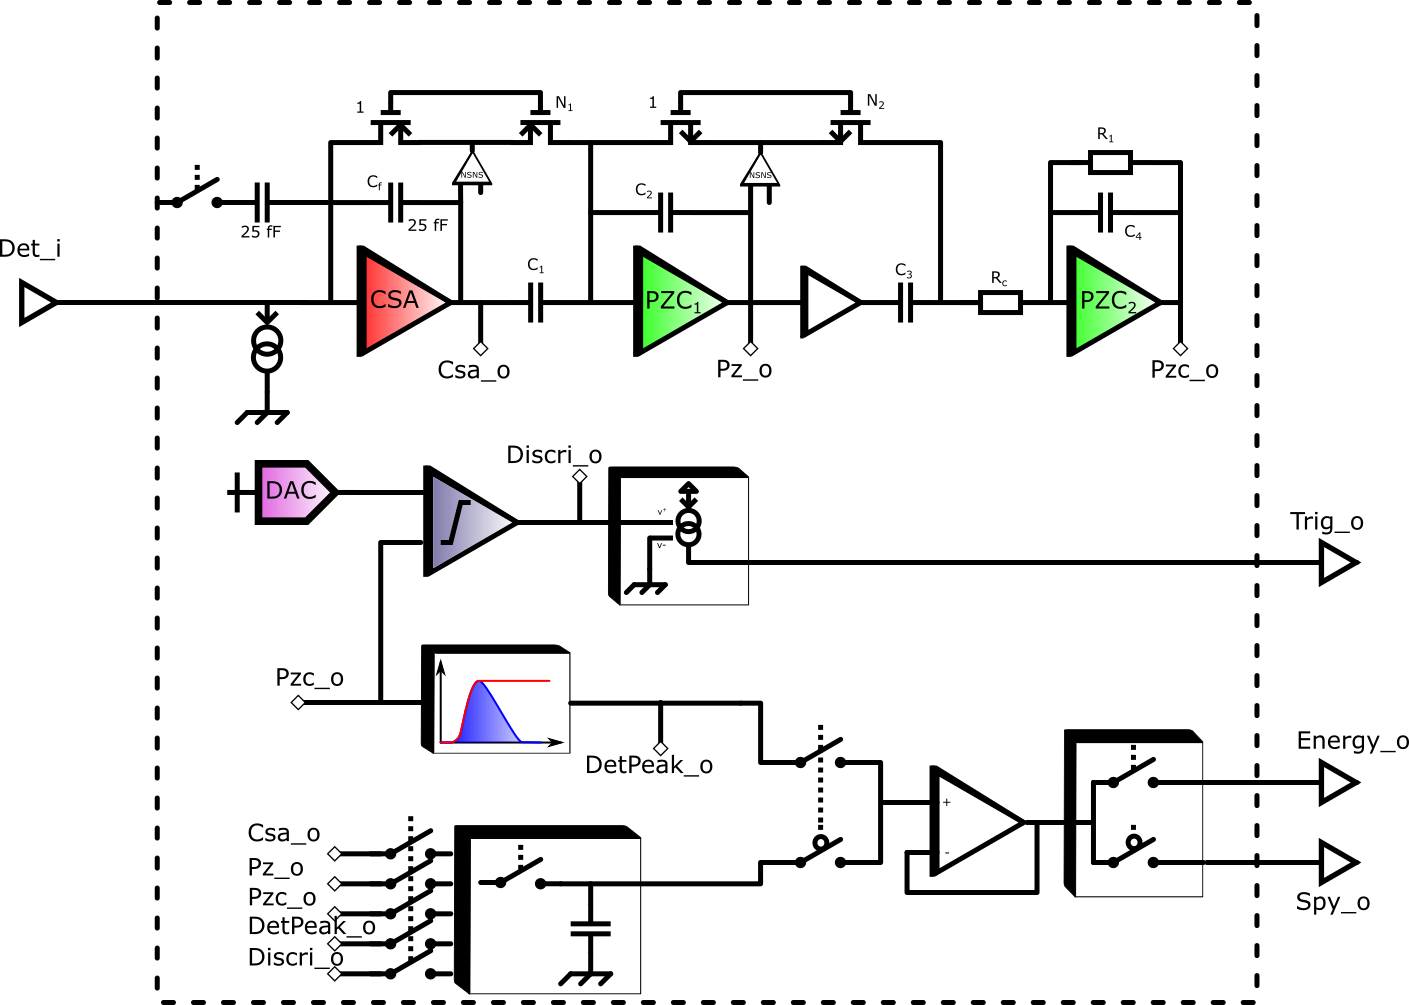 1
N1
1
N2
R1
NSNS
NSNS
Cf
25 fF
25 fF
C2
C4
Det_i
CSA
C1
PZC1
C3
Rc
PZC2
Csa_o
Pz_o
Pzc_o
DAC
Discri_o
v+
v-
Trig_o
Pzc_o
DetPeak_o
Energy_o
+
-
Csa_o
Pz_o
Pzc_o
DetPeak_o
Discri_o
Spy_o